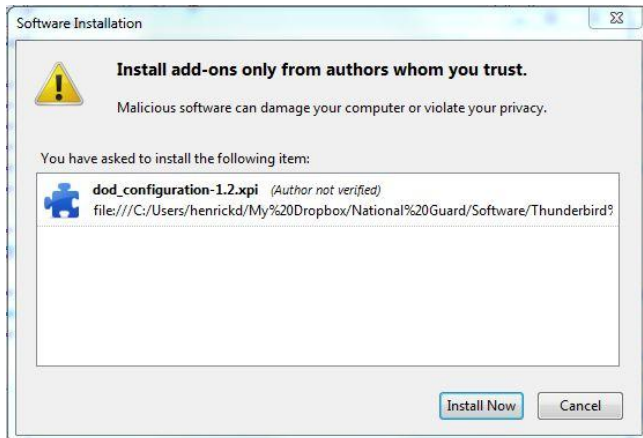 Software Installation
Install add-ons only from authors whom you trust.
Malicious software can damage your computer or violate your privacy.
You have asked to install the following item:
dod_configuration-1.2.xpi (Author not verified)
file:///C:/Users/henrickd/My%20Dropbox/National%20Guard/Software/Thunderbird%
Install Now Cancel